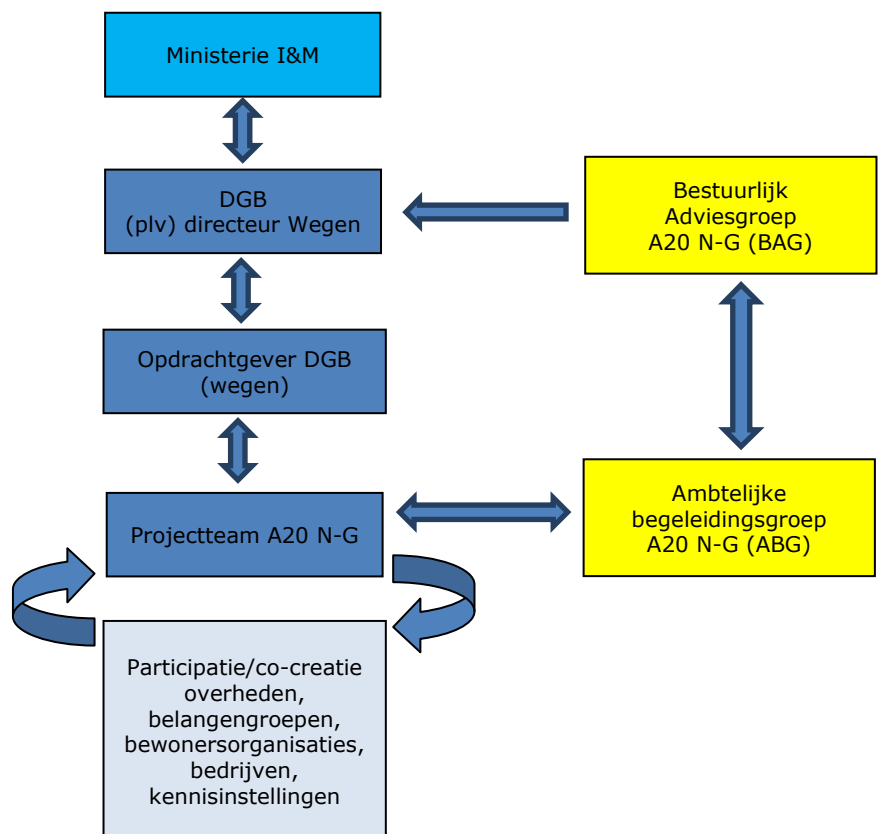 Ministerie I&M
DGB
(plv) directeur Wegen
Bestuurlijk
Adviesgroep
A20 N-G (BAG)
Opdrachtgever DGB
(wegen)
Projectteam A20 N-G
Ambtelijke
begeleidingsgroep
A20 N-G (ABG)
Participatie/co-creatie
overheden,
belangengroepen,
bewonersorganisaties,
bedrijven,
kennisinstellingen